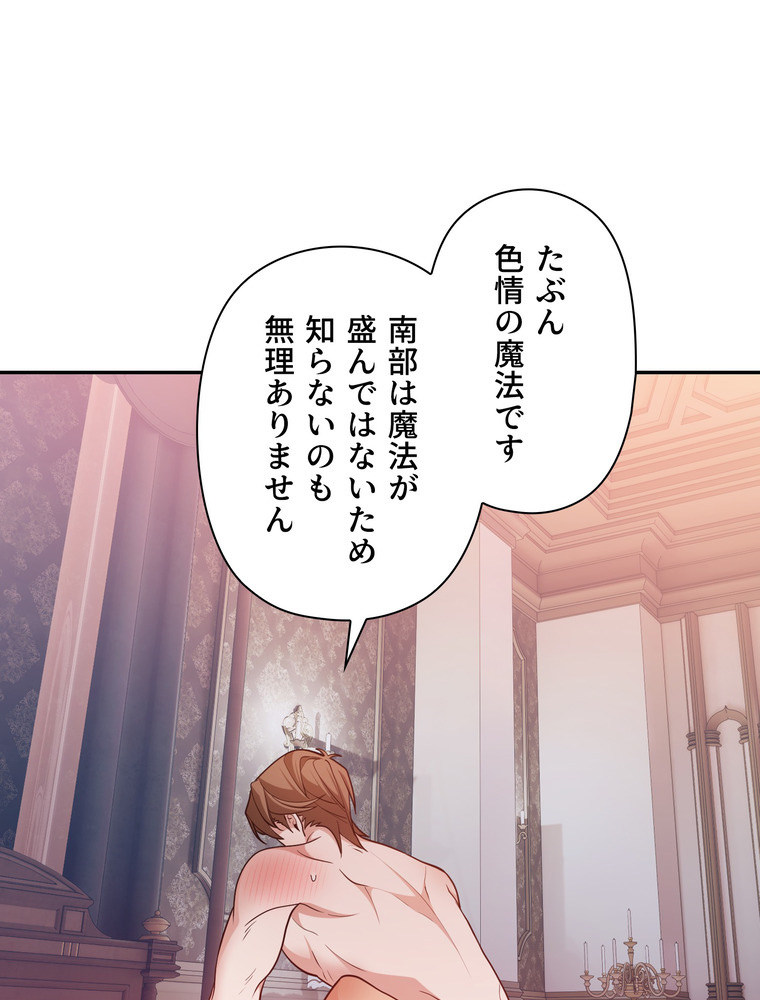 たぶん
色情の魔法です
南部は魔法が
盛んではないため
知らないのも
無理ありません